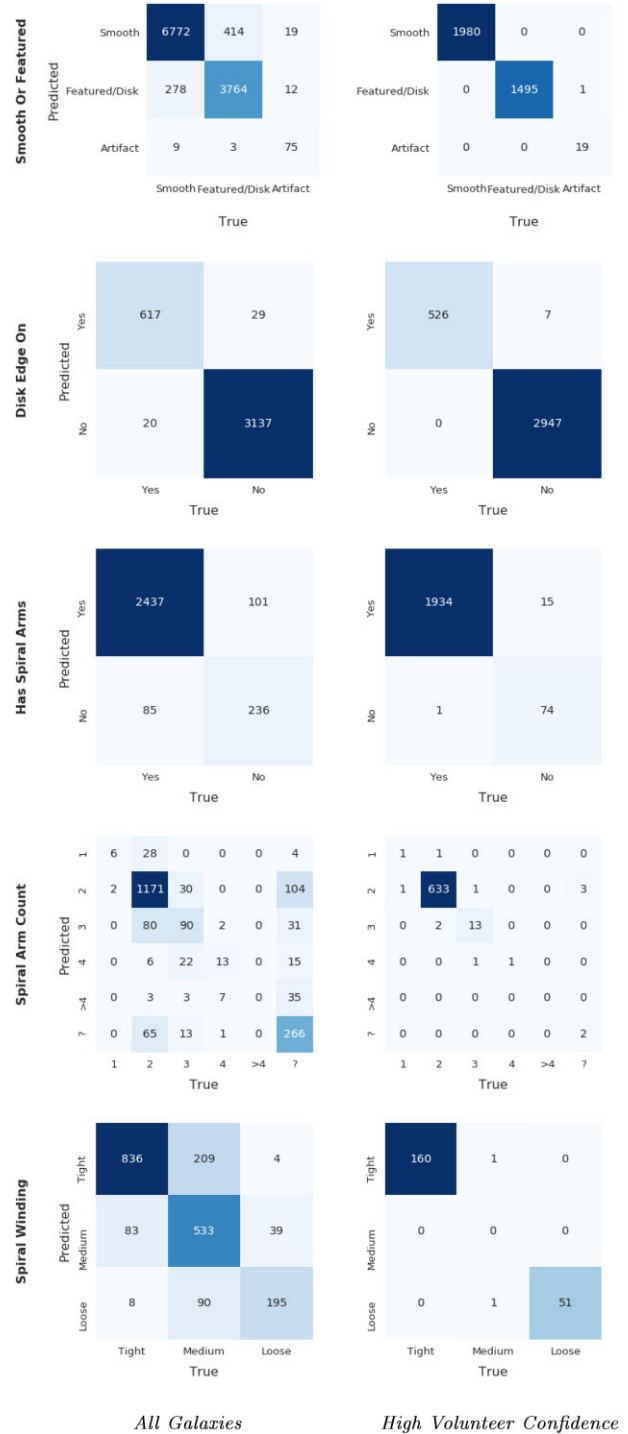 Smooth Or Featured
Predicted
Smooth 6772 414 19
Featured/Disk 278 3764 12
Artifact 9 3 75
Smooth Featured/Disk Artifact
True
Smooth 1980 0 0
Featured/Disk 0 1495 1
Artifact 0 0 19
Smooth Featured/Disk Artifact
True
Disk Edge On
Predicted
Yes 617 29
No 20 3137
Yes No
True
Yes 526 7
No 0 2947
Yes No
True
Has Spiral Arms
Predicted
Yes 2437 101
No 85 236
Yes No
True
Yes 1934 15
No 1 74
Yes No
True
Spiral Arm Count
Predicted
1 6 28 0 0 0 4
2 2 1171 30 0 0 104
3 0 80 90 2 0 31
4 0 6 22 13 0 15
>4 0 3 3 7 0 35
? 0 65 13 1 0 266
1 2 3 4 >4 ?
True
1 1 1 0 0 0 0
2 1 633 1 0 0 3
3 0 2 13 0 0 0
4 0 0 1 1 0 0
>4 0 0 0 0 0 0
? 0 0 0 0 0 2
1 2 3 4 >4 ?
True
Spiral Winding
Predicted
Tight 836 209 4
Medium 83 533 39
Loose 8 90 195
Tight Medium Loose
True
Tight 160 1 0
Medium 0 0 0
Loose 0 1 51
Tight Medium Loose
True
All Galaxies
High Volunteer Confidence